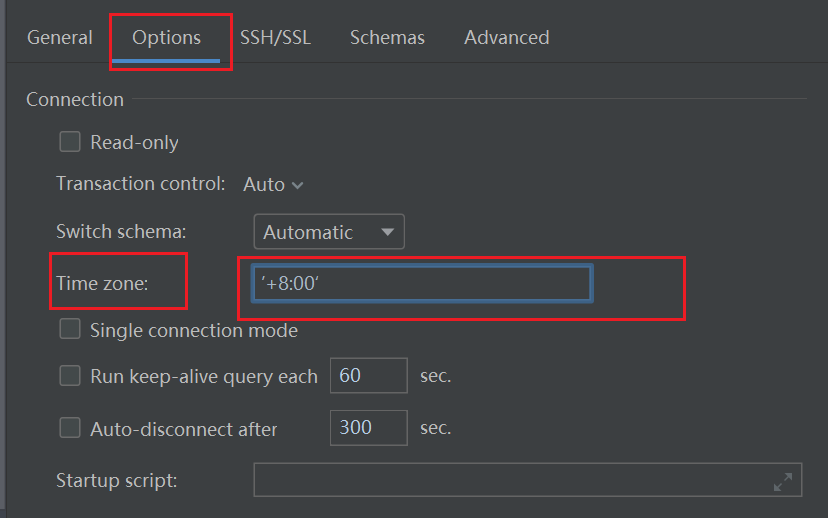 General Options SSH/SSL Schemas Advanced
Connection
Read-only
Transaction control: Auto
Switch schema: Automatic
Time zone: ‘+8:00‘
Single connection mode
Run keep-alive query each 60 sec.
Auto-disconnect after 300 sec.
Startup script: